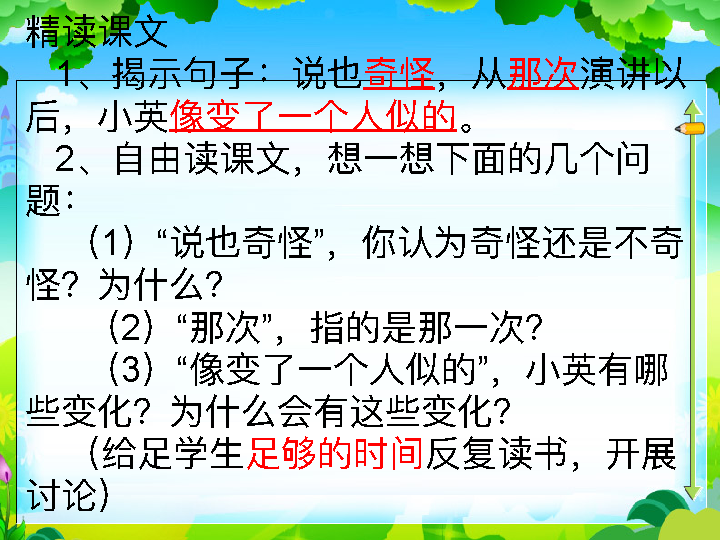 精读课文
1、揭示句子：说也奇怪，从那次演讲以
后，小英像变了一个人似的。
2、自由读课文，想一想下面的几个问
题：
（1）“说也奇怪”，你认为奇怪还是不奇
怪？为什么？
（2）“那次”，指的是那一次？
（3）“像变了一个人似的”，小英有哪
些变化？为什么会有这些变化？
（给足学生足够的时间反复读书，开展
讨论）